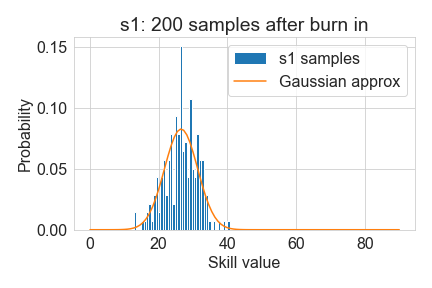 s1: 200 samples after burn in
0.15
0.10
0.05
0.00
Probability
s1 samples
Gaussian approx
0 20 40 60 80
Skill value